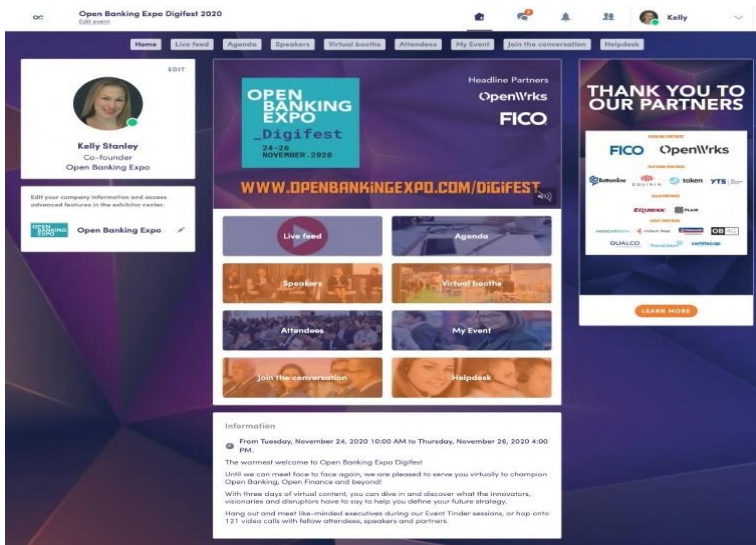 Open Banking Expo Digifest 2020
Edit event
Kelly
Home
Live feed
Agenda
Speakers
Virtual booths
Attendees
My Event
Join the conversation
Helpdesk
EDIT
Kelly Stanley
Co-founder
Open Banking Expo
Edit your company information and access
advanced features in the exhibitor center.
OPEN
BANKING
EXPO
Open Banking Expo
OPEN
BANKING
EXPO
_Digifest
24-26
NOVEMBER.2020
Headline Partners
OpenWrks
FICO
WWW.OPENBANKiNGEXPO.COM/DiGiFEST
Live feed
Agenda
Speakers
Virtual booths
Attendees
My Event
Join the conversation
Helpdesk
Information
From Tuesday, November 24, 2020 10:00 AM to Thursday, November 26, 2020 4:00
PM.
The warmest welcome to Open Banking Expo Digifest
Until we can meet face to face again, we are pleased to serve you virtually to champion
Open Banking, Open Finance and beyond!
With three days of virtual content, you can dive in and discover what the innovators,
visionaries and disruptors have to say to help you define your future strategy.
Hang out and meet like-minded executives during our Event Tinder sessions, or hop onto
121 video calls with fellow attendees, speakers and partners.
THANK YOU TO
OUR PARTNERS
FICO OpenWrks
Bottomline EQUINIX token YTS
EQUIFAX PLAID
OB
QUALCO
LEARN MORE